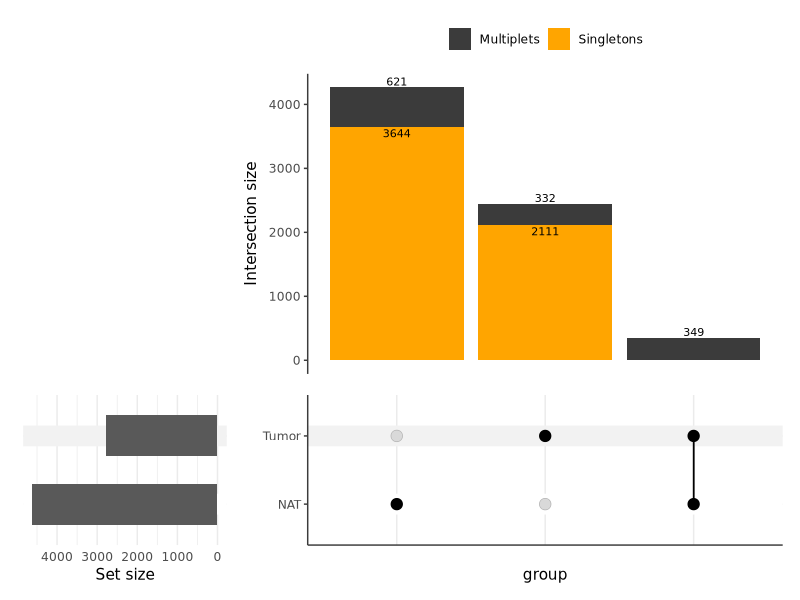 Multiplets Singletons
621
4000
3644
3000
332
2111
2000
1000
349
0
Intersection size
Tumor
NAT
4000 3000 2000 1000 0
Set size
group